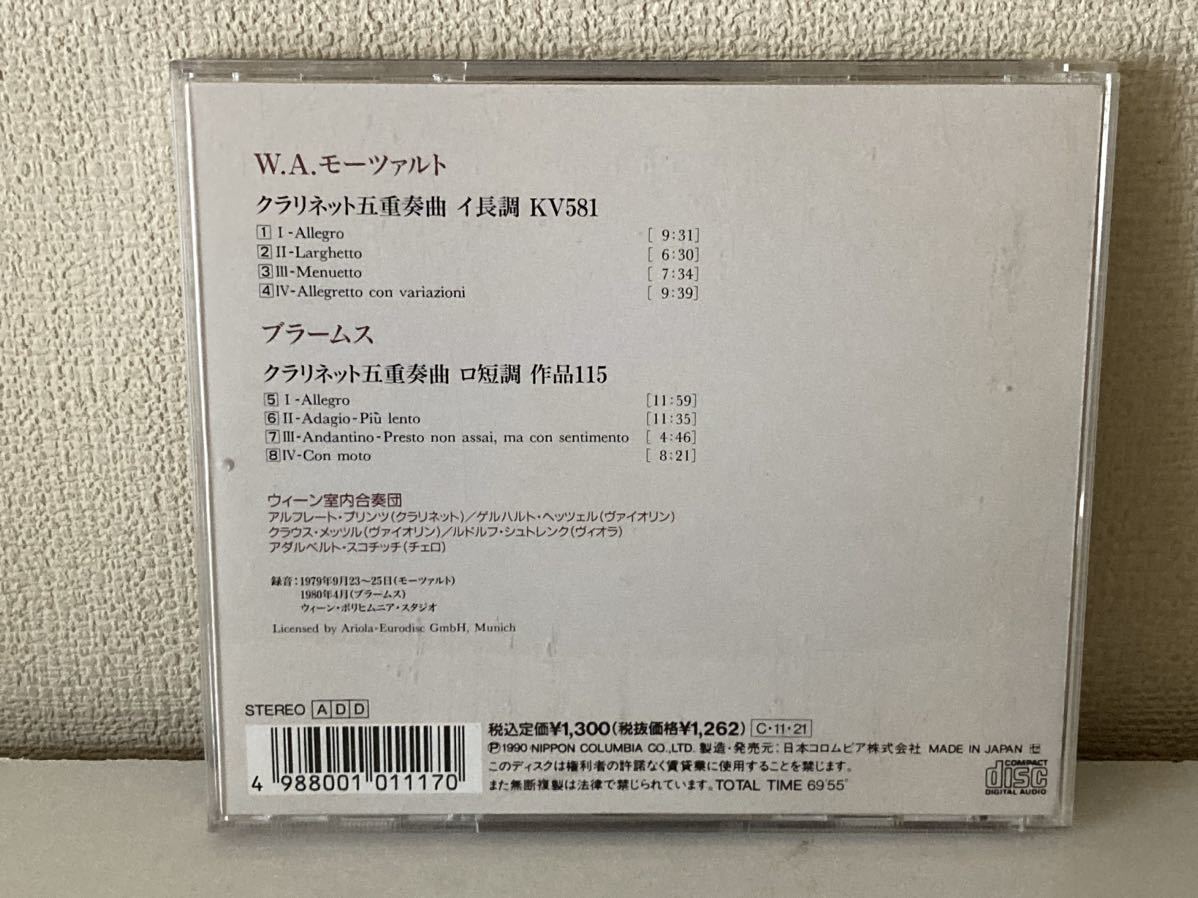 W.A.モーツァルト
クラリネット五重奏曲 イ長調 KV581
1 I-Allegro [ 9:31]
2 II-Larghetto [ 6:30]
3 III-Menuetto [ 7:34]
4 IV-Allegretto con variazioni [ 9:39]
ブラームス
クラリネット五重奏曲 ロ短調 作品115
5 I-Allegro [11:59]
6 II-Adagio-Più lento [11:35]
7 III-Andantino-Presto non assai, ma con sentimento [ 4:46]
8 IV-Con moto [ 8:21]
ウィーン室内合奏団
アルフレート・プリンツ(クラリネット)/ゲルハルト・ヘッツェル(ヴァイオリン)
クラウス・メッツル(ヴァイオリン)/ルドルフ・シュトレンク(ヴィオラ)
アダルベルト・スコチッチ(チェロ)
録音:1979年9月23~25日(モーツァルト)
1980年4月(ブラームス)
ウィーン・ポリヒムニア・スタジオ
Licensed by Ariola-Eurodisc GmbH, Munich
STEREO ADD
税込定価¥1,300(税抜価格¥1,262) C・11・21
Ⓟ1990 NIPPON COLUMBIA CO.,LTD. 製造・発売元:日本コロムビア株式会社 MADE IN JAPAN
このディスクは権利者の許諾なく賃貸業に使用することを禁じます。
また無断複製は法律で禁じられています。TOTAL TIME 69'55"
4 988001 011170
COMPACT
disc
DIGITAL AUDIO